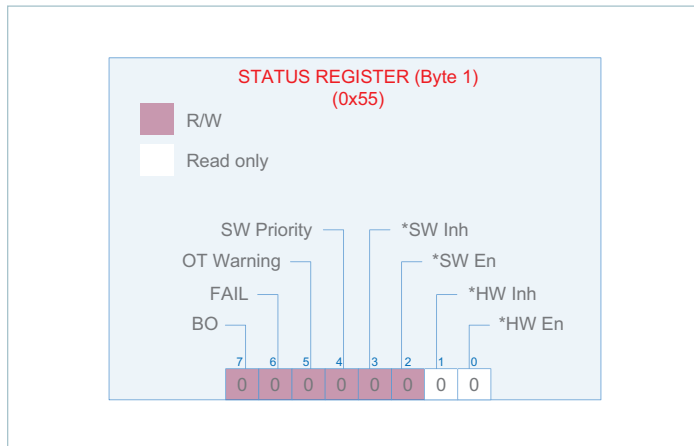 STATUS REGISTER (Byte 1)
(0x55)
R/W
Read only
SW Priority *SW Inh
OT Warning *SW En
FAIL *HW Inh
BO *HW En
7 6 5 4 3 2 1 0
0 0 0 0 0 0 0 0